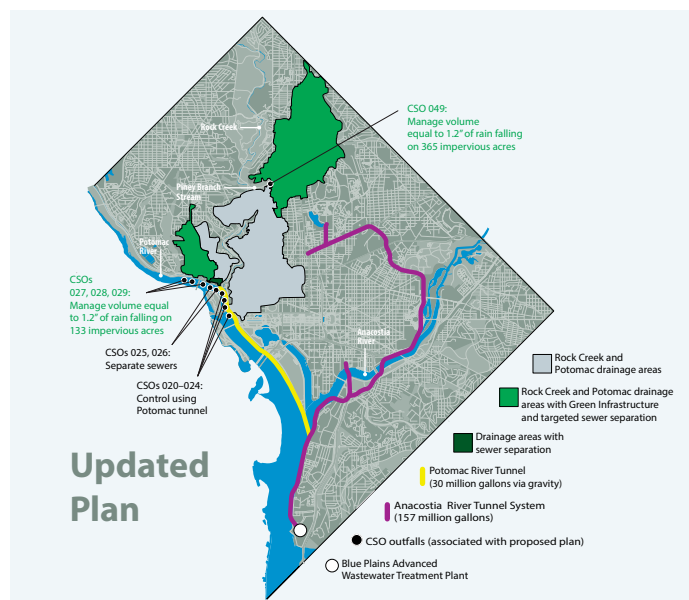 CSO 049:
Manage volume
equal to 1.2” of rain falling
on 365 impervious acres
Rock Creek
Piney Branch
Stream
Potomac
River
CSOs
027, 028, 029:
Manage volume equal
to 1.2” of rain falling on
133 impervious acres
CSOs 025, 026:
Separate sewers
CSOs 020–024:
Control using
Potomac tunnel
Anacostia
River
Updated
Plan
Rock Creek and
Potomac drainage areas
Rock Creek and Potomac drainage
areas with Green Infrastructure
and targeted sewer separation
Drainage areas with
sewer separation
Potomac River Tunnel
(30 million gallons via gravity)
Anacostia River Tunnel System
(157 million gallons)
CSO outfalls (associated with proposed plan)
Blue Plains Advanced
Wastewater Treatment Plant